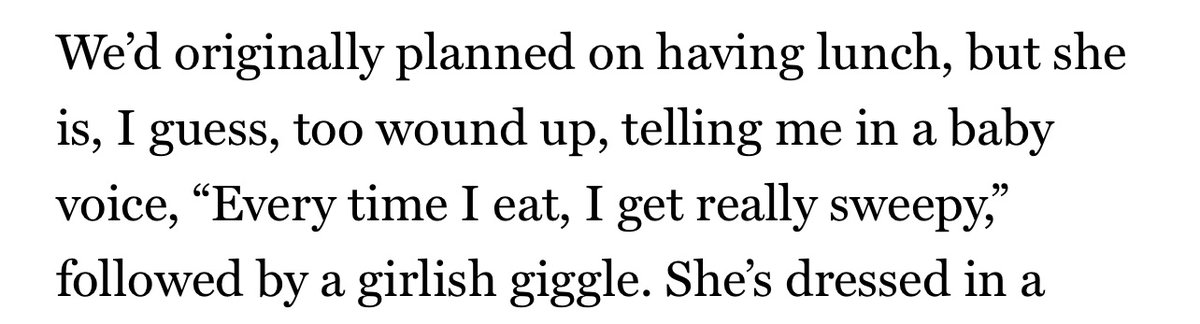 We’d originally planned on having lunch, but she
is, I guess, too wound up, telling me in a baby
voice, “Every time I eat, I get really sweepy,”
followed by a girlish giggle. She’s dressed in a